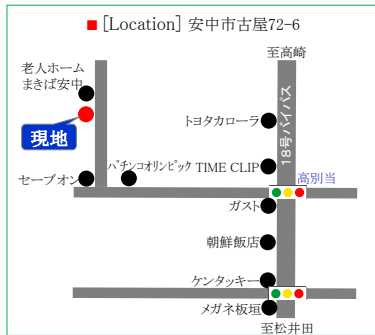 ■ [Location] 安中市古屋72-6
至高崎
老人ホーム
まきば安中
現地
トヨタカローラ
18号バイパス
パチンコオリンピック TIME CLIP
高別当
セーブオン
ガスト
朝鮮飯店
ケンタッキー
メガネ板垣
至松井田